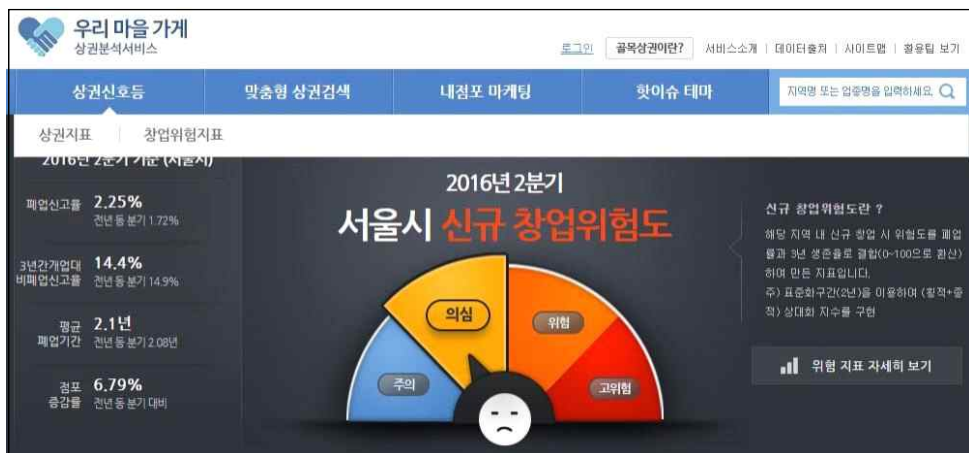 우리 마을 가게
상권분석서비스
로그인 골목상권이란? 서비스소개 | 데이터출처 | 사이트맵 | 활용팁 보기
상권신호등 맞춤형 상권검색 내점포 마케팅 핫이슈 테마 지역명 또는 업종명을 입력하세요
상권지표 | 창업위험지표
2016년 2분기 기준 (서울시)
폐업신고율 2.25%
전년 동 분기 1.72%
3년간개업대
비폐업신고율 14.4%
전년 동 분기 14.9%
평균
폐업기간 2.1년
전년 동 분기 2.08년
점포
증감률 6.79%
전년 동 분기 대비
2016년 2분기
서울시 신규 창업위험도
주의
의심
위험
고위험
신규 창업위험도란 ?
해당 지역 내 신규 창업 시 위험도를 폐업
률과 3년 생존율로 결합(0~100으로 환산)
하여 만든 지표입니다.
주) 표준화구간(2년)을 이용하여 (횡적+종
적) 상대화 지수를 구현
위험 지표 자세히 보기